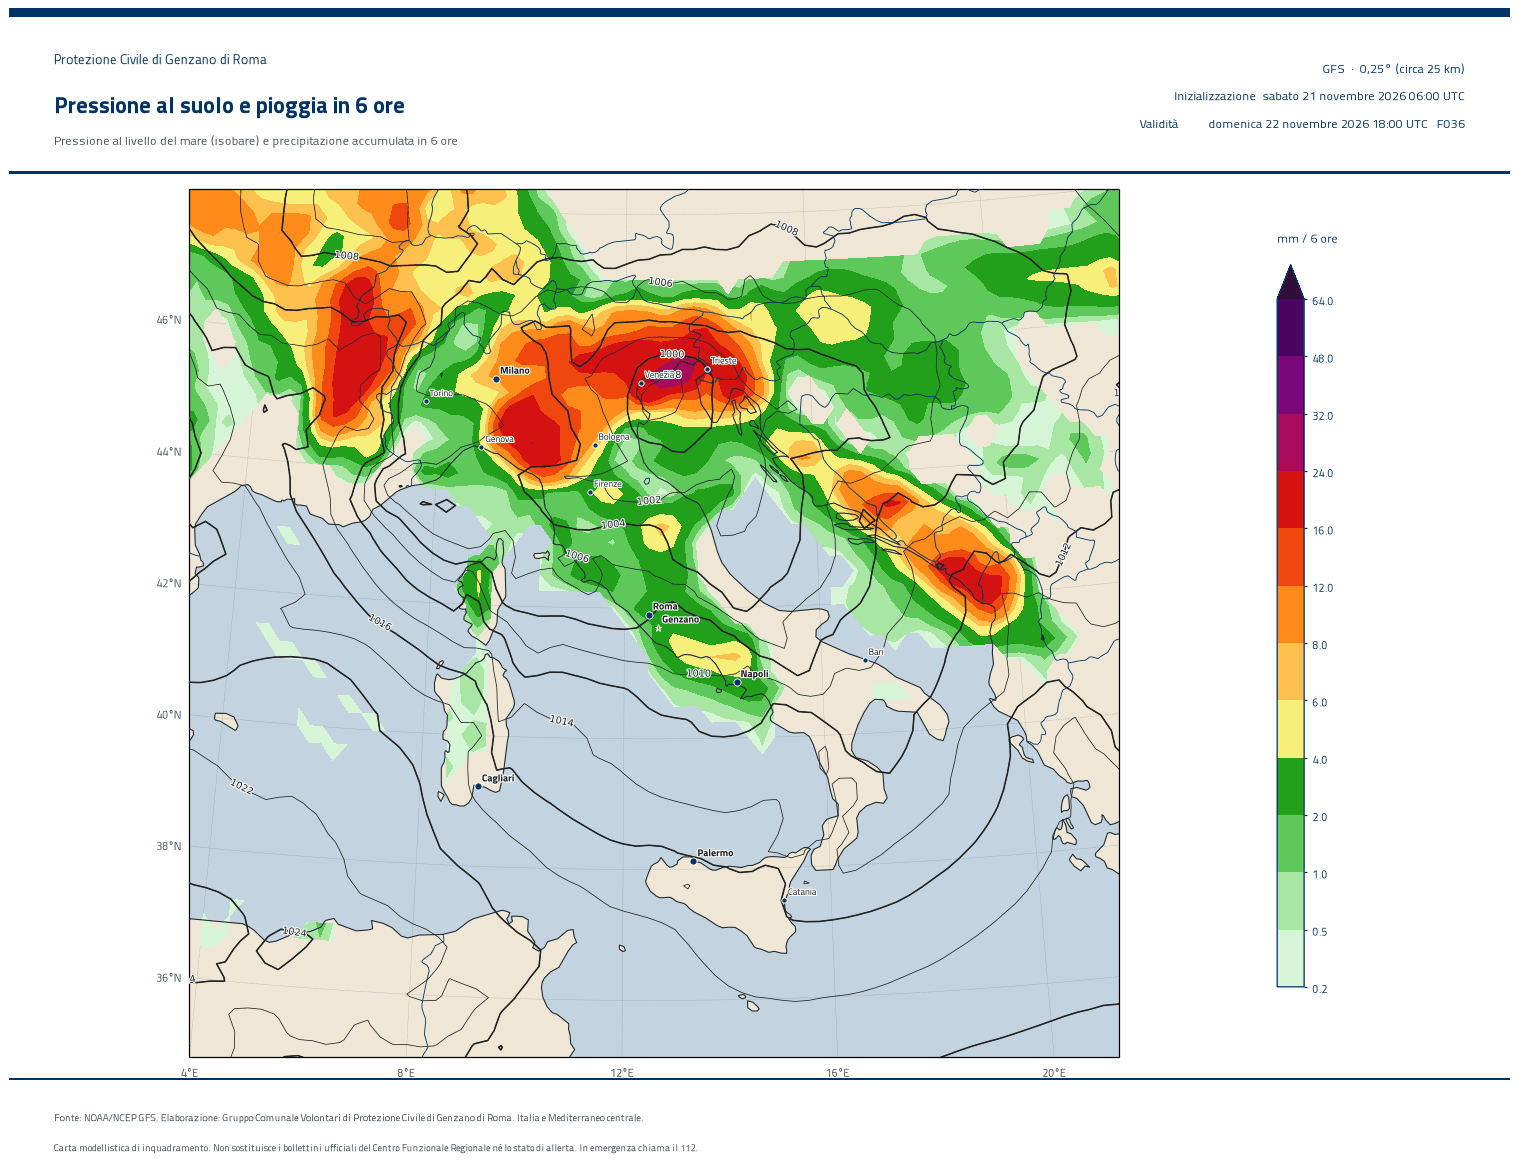 Protezione Civile di Genzano di Roma
Pressione al suolo e pioggia in 6 ore
Pressione al livello del mare (isobare) e precipitazione accumulata in 6 ore
GFS · 0,25° (circa 25 km)
Inizializzazione sabato 21 novembre 2026 06:00 UTC
Validità domenica 22 novembre 2026 18:00 UTC F036
mm / 6 ore
64.0
48.0
32.0
24.0
16.0
12.0
8.0
6.0
4.0
2.0
1.0
0.5
0.2
46°N
44°N
42°N
40°N
38°N
36°N
4°E
8°E
12°E
16°E
20°E
1008
1008
1006
1000
Trieste
Milano
Venezia
Torino
Genova
Bologna
Firenze
1002
1004
1006
1012
Roma
Genzano
1016
Bari
1010
Napoli
1014
Cagliari
1022
Palermo
Catania
1024
Fonte: NOAA/NCEP GFS. Elaborazione: Gruppo Comunale Volontari di Protezione Civile di Genzano di Roma. Italia e Mediterraneo centrale.
Carta modellistica di inquadramento. Non sostituisce i bollettini ufficiali del Centro Funzionale Regionale né lo stato di allerta. In emergenza chiama il 112.